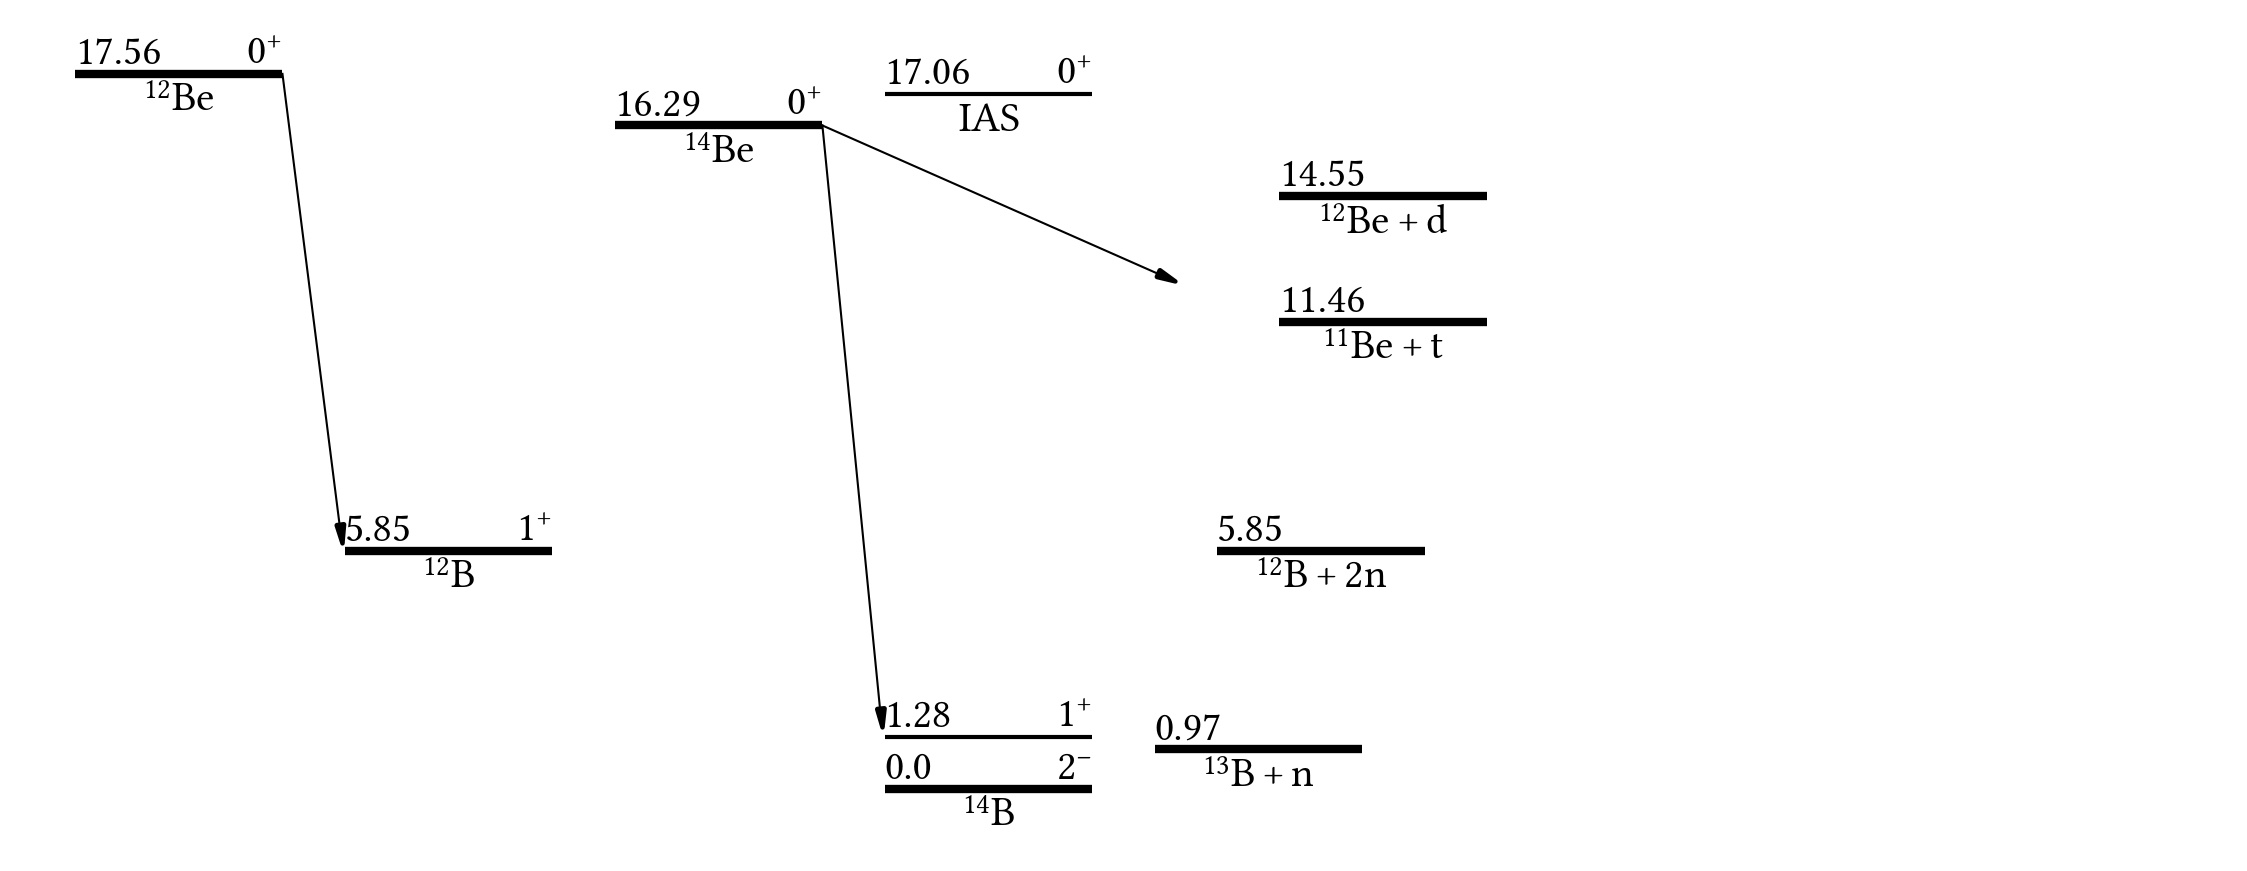 17.56 0⁺
¹²Be
5.85 1⁺
¹²B
16.29 0⁺
¹⁴Be
17.06 0⁺
IAS
1.28 1⁺
0.0 2⁻
¹⁴B
14.55
¹²Be + d
11.46
¹¹Be + t
5.85
¹²B + 2n
0.97
¹³B + n